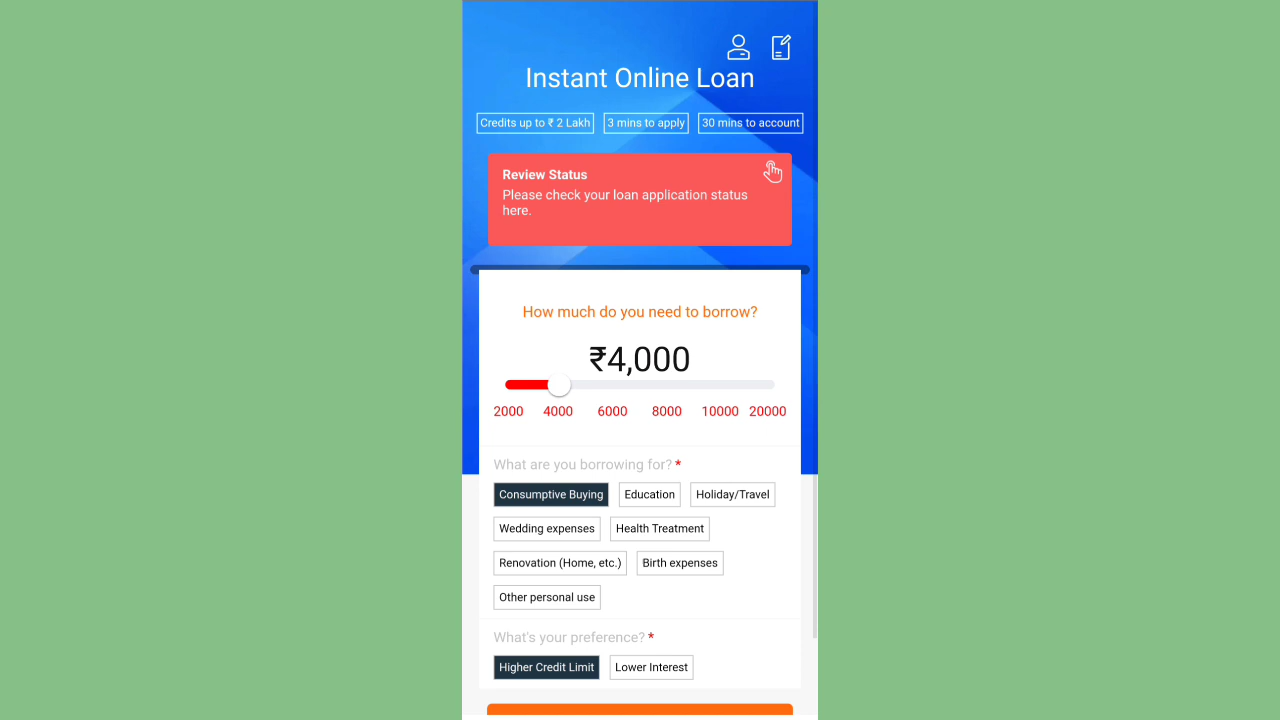 Instant Online Loan
Credits up to ₹ 2 Lakh 3 mins to apply 30 mins to account
Review Status
Please check your loan application status
here.
How much do you need to borrow?
₹4,000
2000 4000 6000 8000 10000 20000
What are you borrowing for? *
Consumptive Buying Education Holiday/Travel
Wedding expenses Health Treatment
Renovation (Home, etc.) Birth expenses
Other personal use
What's your preference? *
Higher Credit Limit Lower Interest